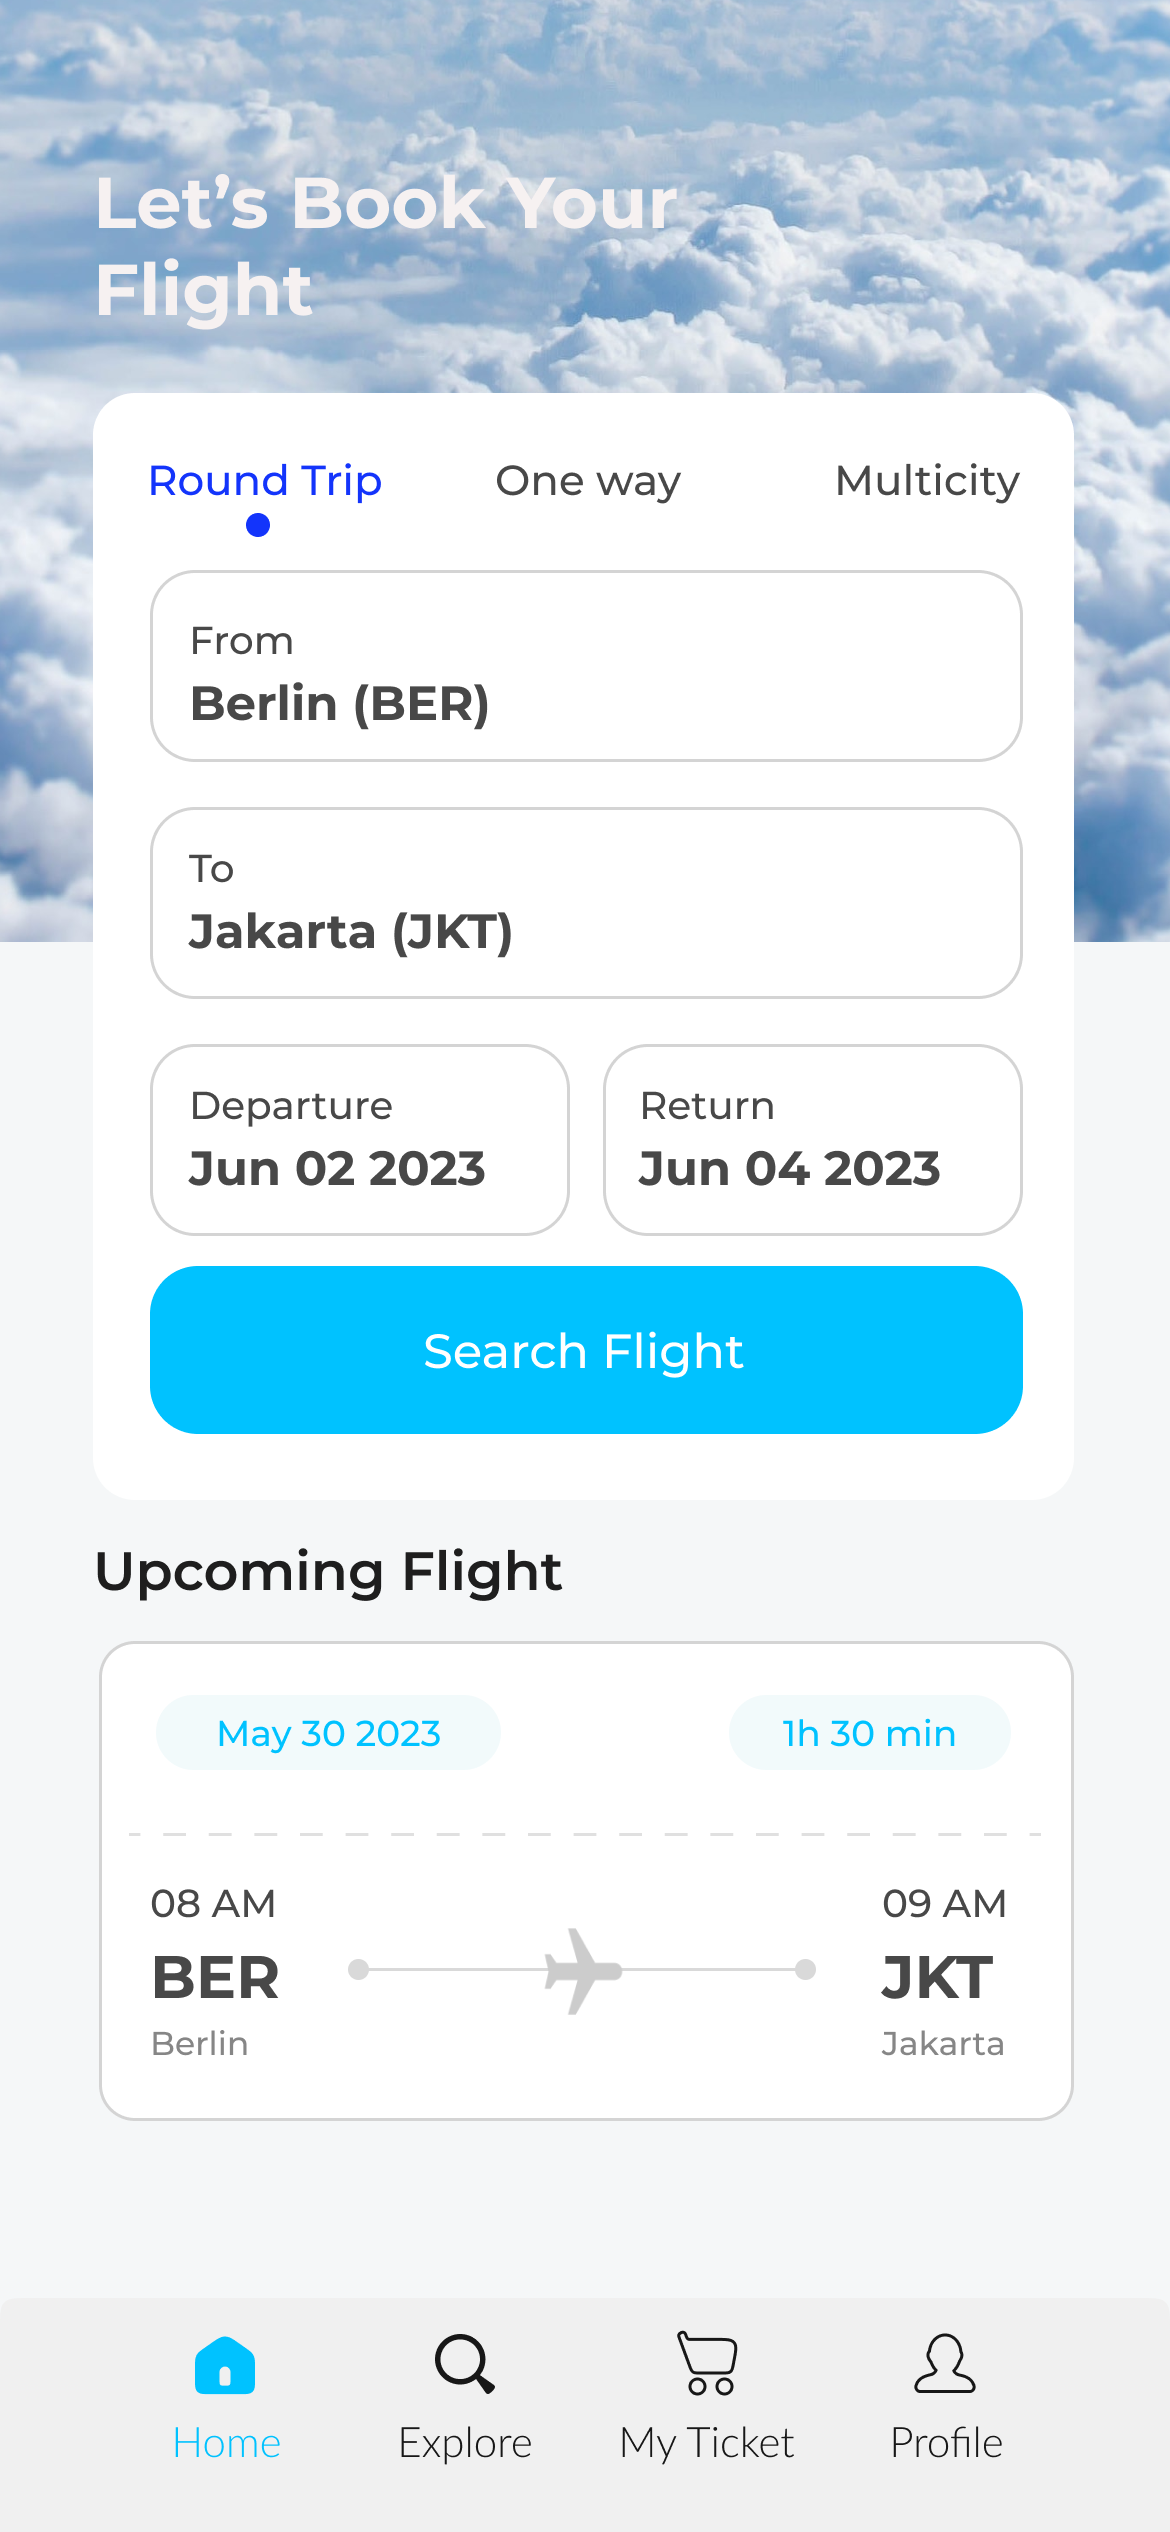 Let’s Book Your
Flight
Round Trip
One way
Multicity
From
Berlin (BER)
To
Jakarta (JKT)
Departure
Jun 02 2023
Return
Jun 04 2023
Search Flight
Upcoming Flight
May 30 2023
1h 30 min
08 AM
BER
Berlin
09 AM
JKT
Jakarta
Home
Explore
My Ticket
Profile